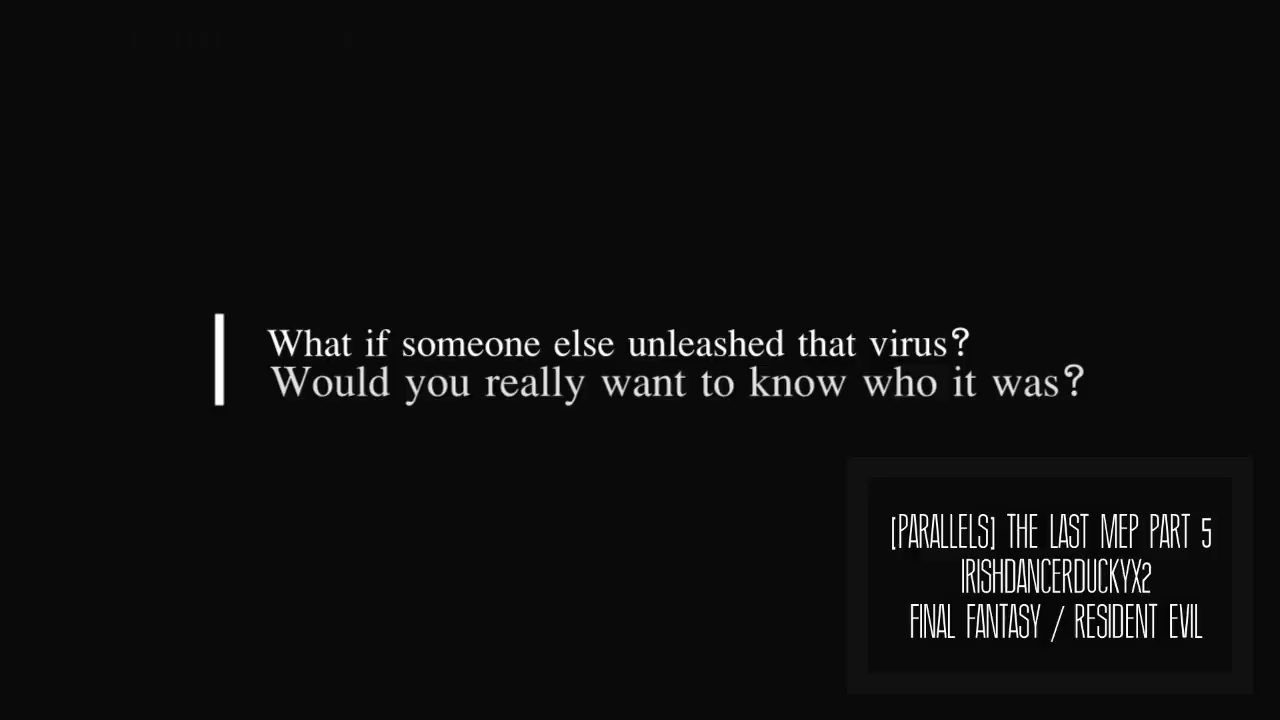 What if someone else unleashed that virus?
Would you really want to know who it was?
[PARALLELS] THE LAST MEP PART 5
IRISHDANCERDUCKYX2
FINAL FANTASY / RESIDENT EVIL